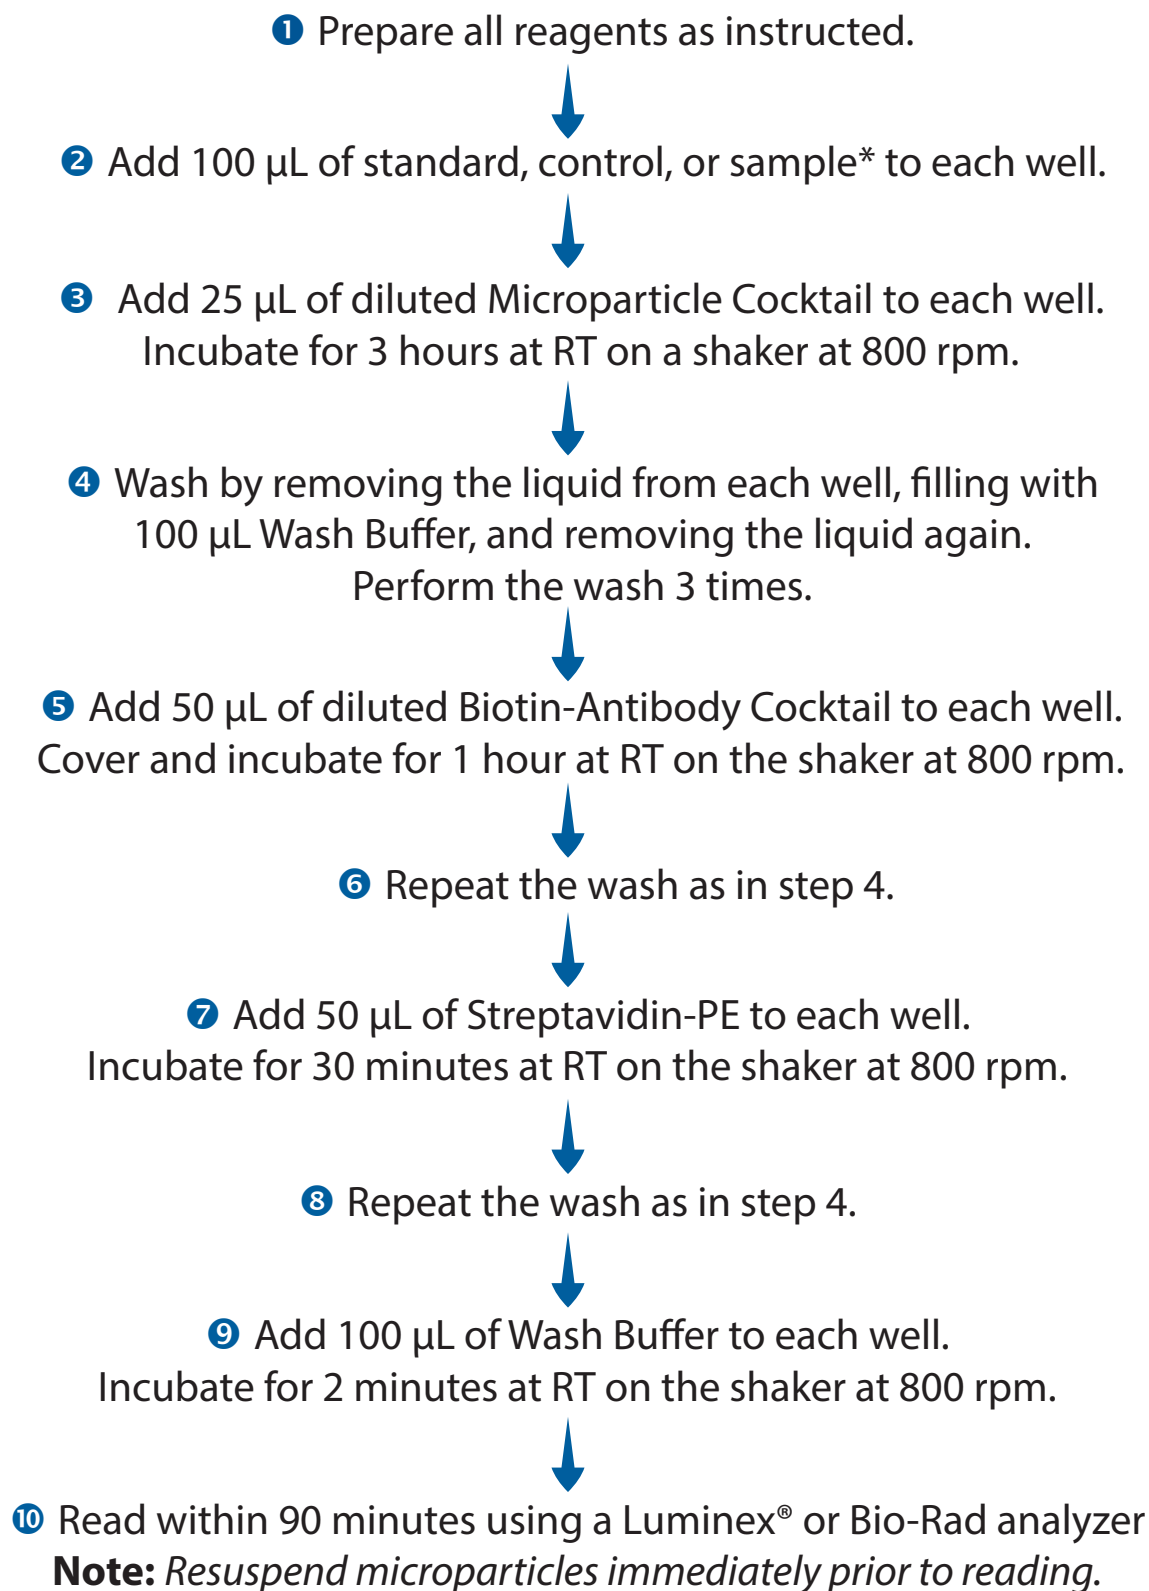 ❶ Prepare all reagents as instructed.
❷ Add 100 µL of standard, control, or sample* to each well.
❸ Add 25 µL of diluted Microparticle Cocktail to each well.
Incubate for 3 hours at RT on a shaker at 800 rpm.
❹ Wash by removing the liquid from each well, filling with
100 µL Wash Buffer, and removing the liquid again.
Perform the wash 3 times.
❺ Add 50 µL of diluted Biotin-Antibody Cocktail to each well.
Cover and incubate for 1 hour at RT on the shaker at 800 rpm.
❻ Repeat the wash as in step 4.
❼ Add 50 µL of Streptavidin-PE to each well.
Incubate for 30 minutes at RT on the shaker at 800 rpm.
❽ Repeat the wash as in step 4.
❾ Add 100 µL of Wash Buffer to each well.
Incubate for 2 minutes at RT on the shaker at 800 rpm.
❿ Read within 90 minutes using a Luminex® or Bio-Rad analyzer
Note: Resuspend microparticles immediately prior to reading.